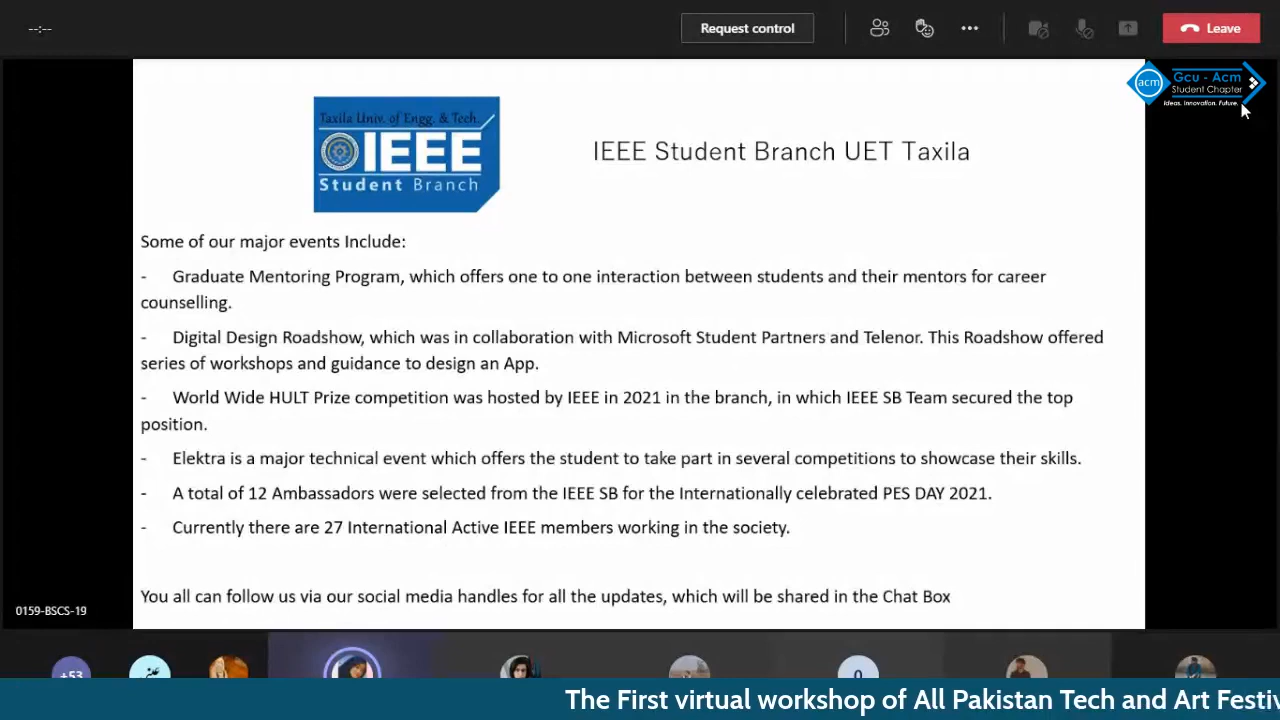 --:--
Request control
Leave
acm
Gcu - Acm
Student Chapter
Ideas. Innovation. Future.
Taxila Univ. of Engg. & Tech.
IEEE
Student Branch
IEEE Student Branch UET Taxila
Some of our major events Include:
- Graduate Mentoring Program, which offers one to one interaction between students and their mentors for career
counselling.
- Digital Design Roadshow, which was in collaboration with Microsoft Student Partners and Telenor. This Roadshow offered
series of workshops and guidance to design an App.
- World Wide HULT Prize competition was hosted by IEEE in 2021 in the branch, in which IEEE SB Team secured the top
position.
- Elektra is a major technical event which offers the student to take part in several competitions to showcase their skills.
- A total of 12 Ambassadors were selected from the IEEE SB for the Internationally celebrated PES DAY 2021.
- Currently there are 27 International Active IEEE members working in the society.
You all can follow us via our social media handles for all the updates, which will be shared in the Chat Box
0159-BSCS-19
+53
The First virtual workshop of All Pakistan Tech and Art Festiv